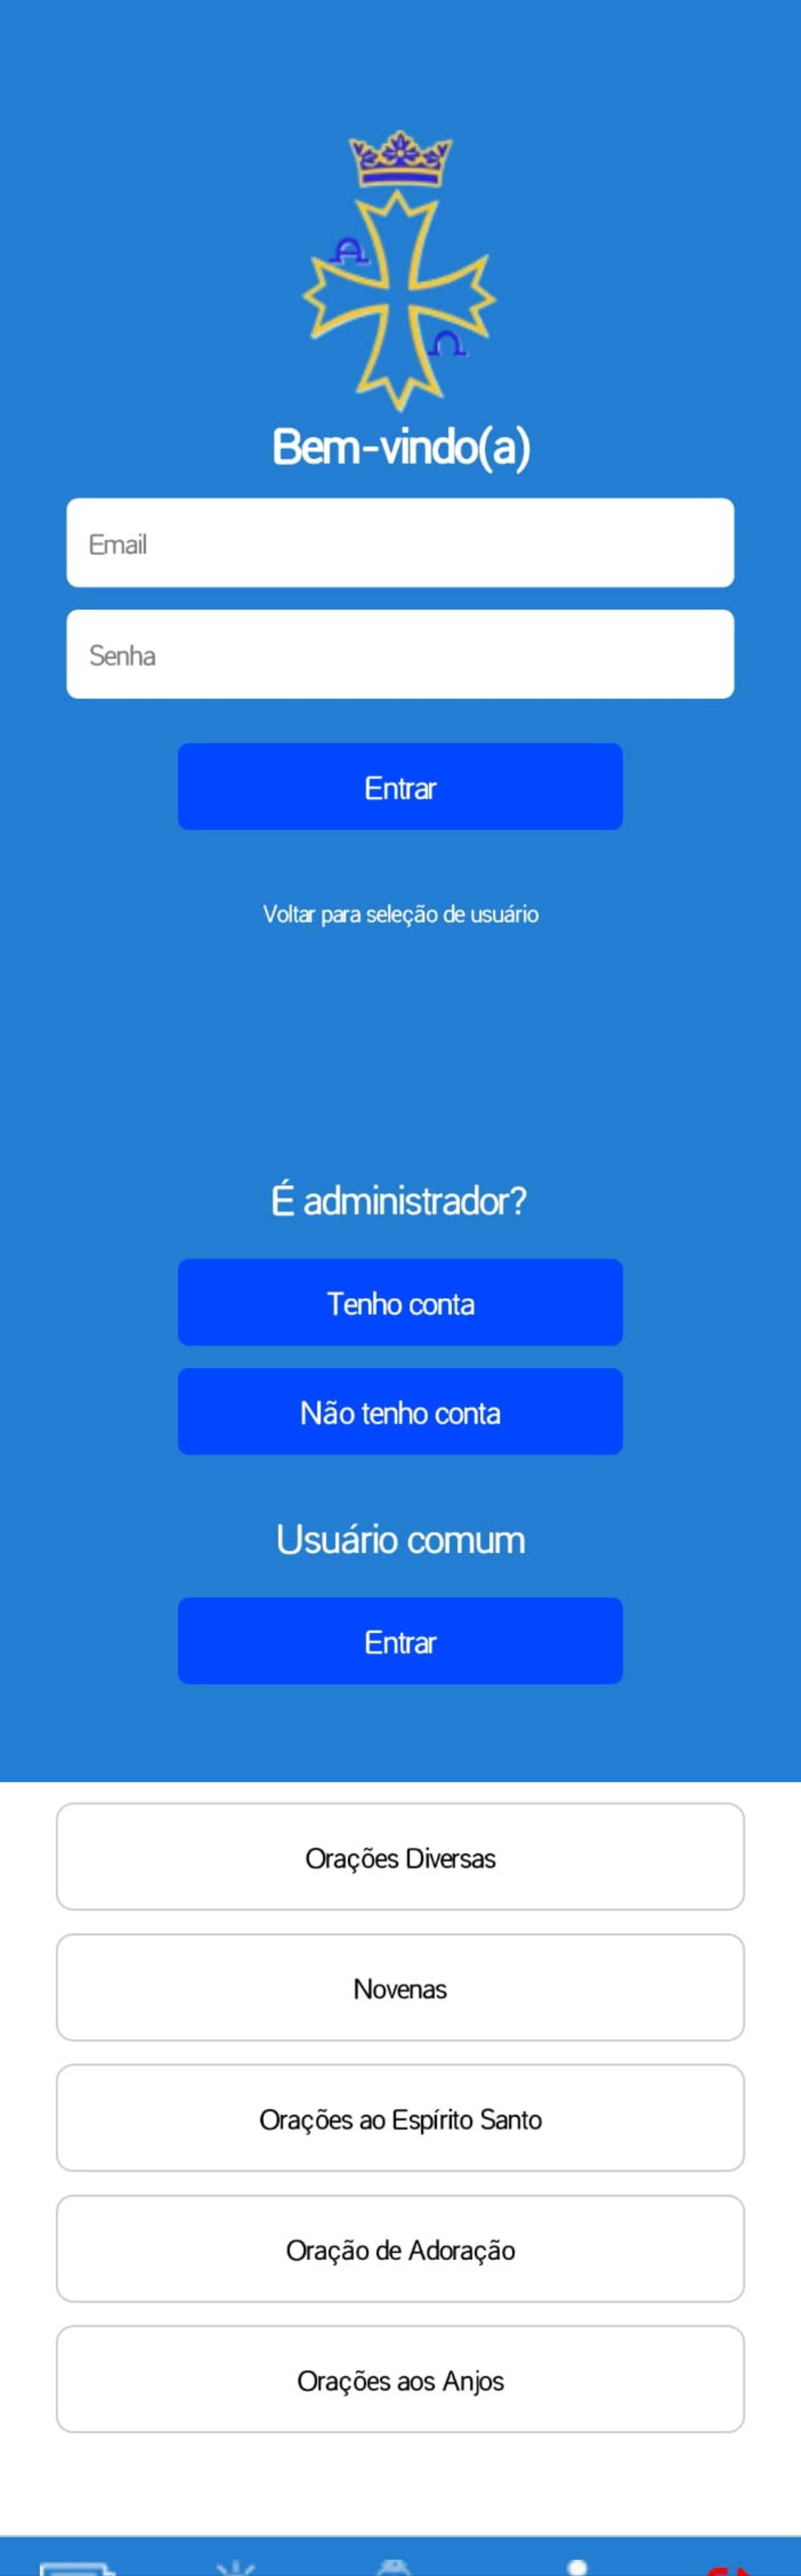 A
Ω
Bem-vindo(a)
Email
Senha
Entrar
Voltar para seleção de usuário
É administrador?
Tenho conta
Não tenho conta
Usuário comum
Entrar
Orações Diversas
Novenas
Orações ao Espírito Santo
Oração de Adoração
Orações aos Anjos